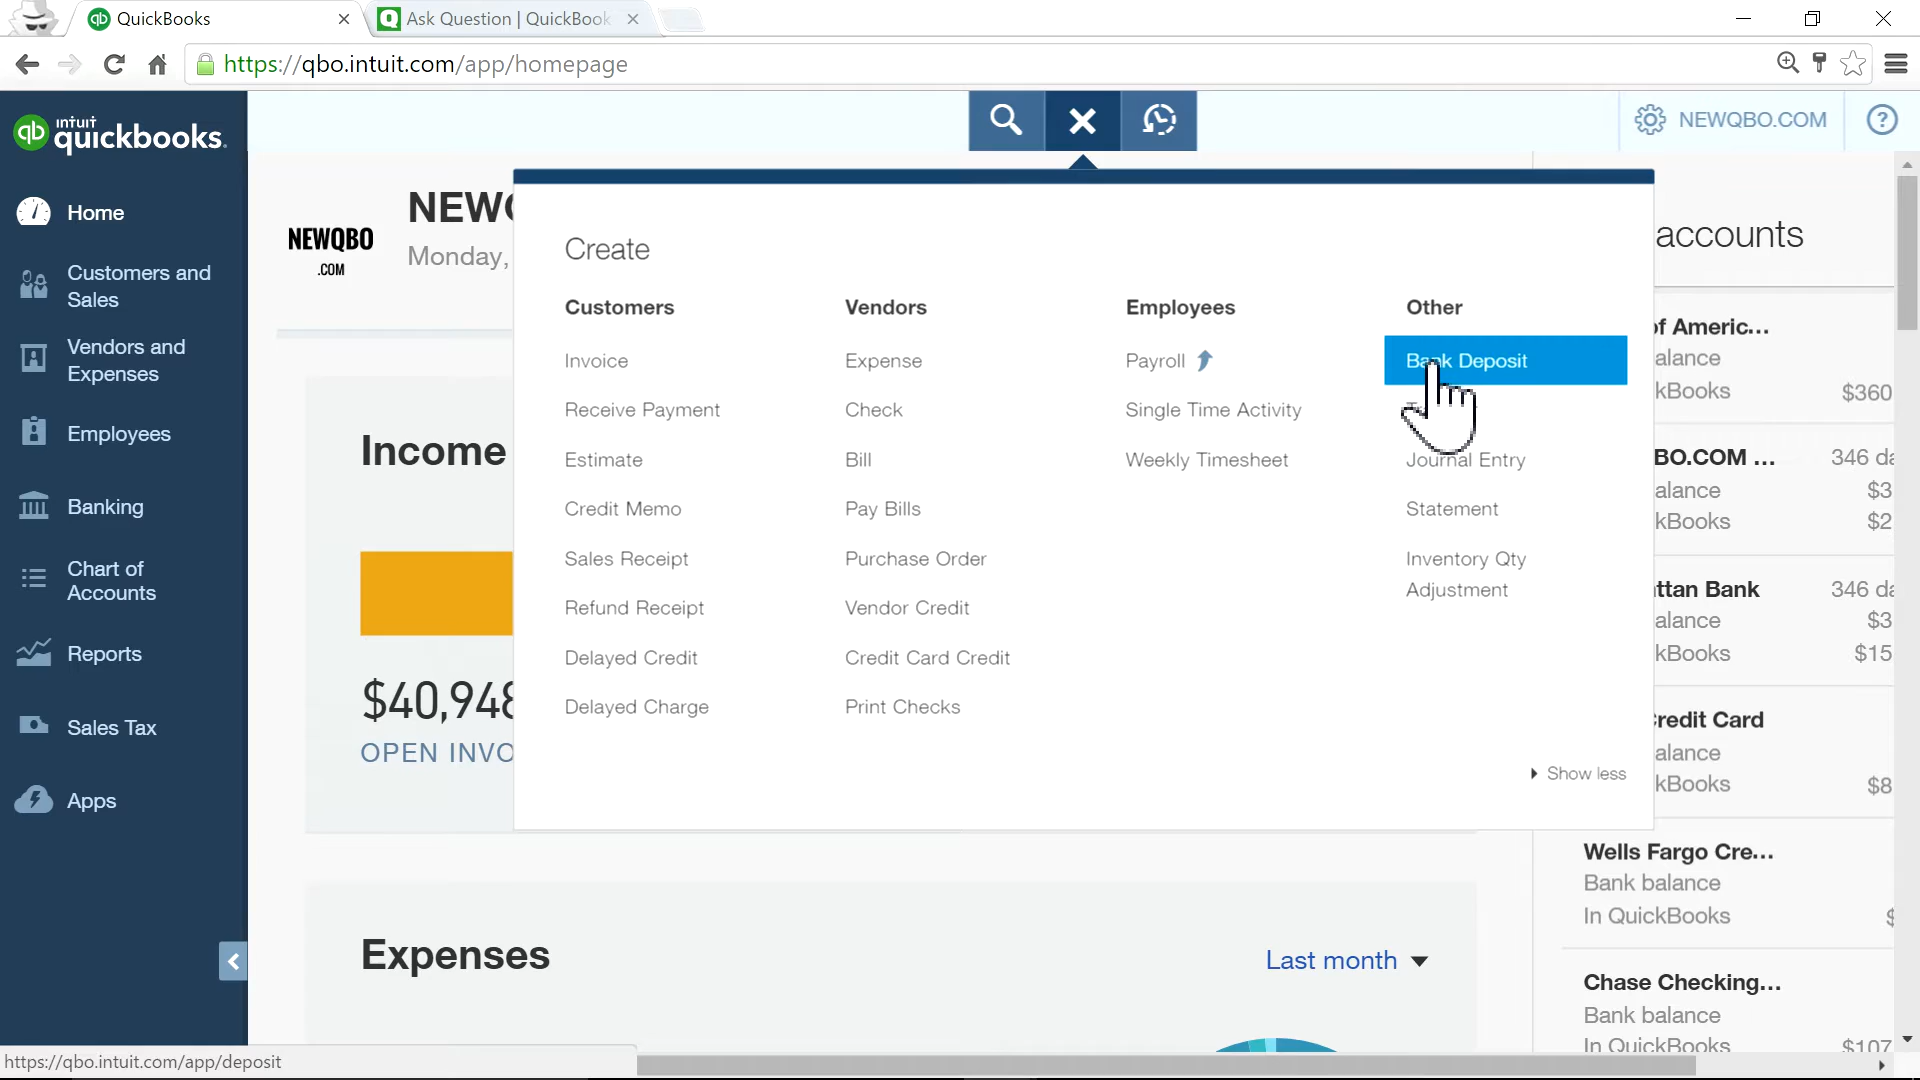 QuickBooks
Ask Question | QuickBook
https://qbo.intuit.com/app/homepage
intuit
quickbooks.
NEWQBO.COM
Home
Customers and
Sales
Vendors and
Expenses
Employees
Banking
Chart of
Accounts
Reports
Sales Tax
Apps
NEWQBO
.COM
NEWQ
Monday,
Income
$40,948
OPEN INVO
Create
Customers
Invoice
Receive Payment
Estimate
Credit Memo
Sales Receipt
Refund Receipt
Delayed Credit
Delayed Charge
Vendors
Expense
Check
Bill
Pay Bills
Purchase Order
Vendor Credit
Credit Card Credit
Print Checks
Employees
Payroll
Single Time Activity
Weekly Timesheet
Other
Bank Deposit
Journal Entry
Statement
Inventory Qty
Adjustment
Show less
Expenses
Last month
accounts
of Americ...
alance
kBooks $360
BO.COM ... 346 da
alance $3
kBooks $2
ttan Bank 346 da
alance $3
kBooks $15
redit Card
alance
kBooks $8
Wells Fargo Cre...
Bank balance
In QuickBooks $
Chase Checking...
Bank balance
In QuickBooks $107
https://qbo.intuit.com/app/deposit